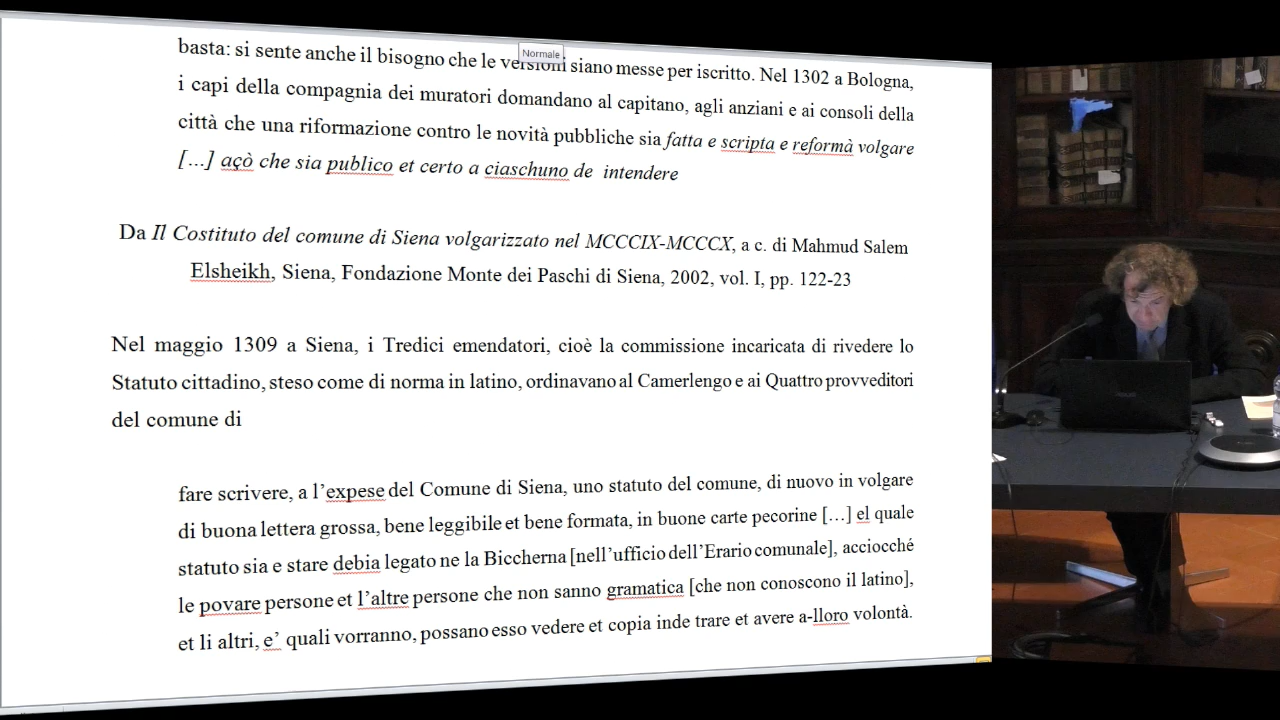 Normale
basta: si sente anche il bisogno che le versioni siano messe per iscritto. Nel 1302 a Bologna,
i capi della compagnia dei muratori domandano al capitano, agli anziani e ai consoli della
città che una riformazione contro le novità pubbliche sia fatta e scripta e reformà volgare
[…] açò che sia publico et certo a ciaschuno de intendere
Da Il Costituto del comune di Siena volgarizzato nel MCCCIX-MCCCX, a c. di Mahmud Salem
Elsheikh, Siena, Fondazione Monte dei Paschi di Siena, 2002, vol. I, pp. 122-23
Nel maggio 1309 a Siena, i Tredici emendatori, cioè la commissione incaricata di rivedere lo
Statuto cittadino, steso come di norma in latino, ordinavano al Camerlengo e ai Quattro provveditori
del comune di
fare scrivere, a l’expese del Comune di Siena, uno statuto del comune, di nuovo in volgare
di buona lettera grossa, bene leggibile et bene formata, in buone carte pecorine […] el quale
statuto sia e stare debia legato ne la Biccherna [nell’ufficio dell’Erario comunale], acciocché
le povare persone et l’altre persone che non sanno gramatica [che non conoscono il latino],
et li altri, e’ quali vorranno, possano esso vedere et copia inde trare et avere a-lloro volontà.